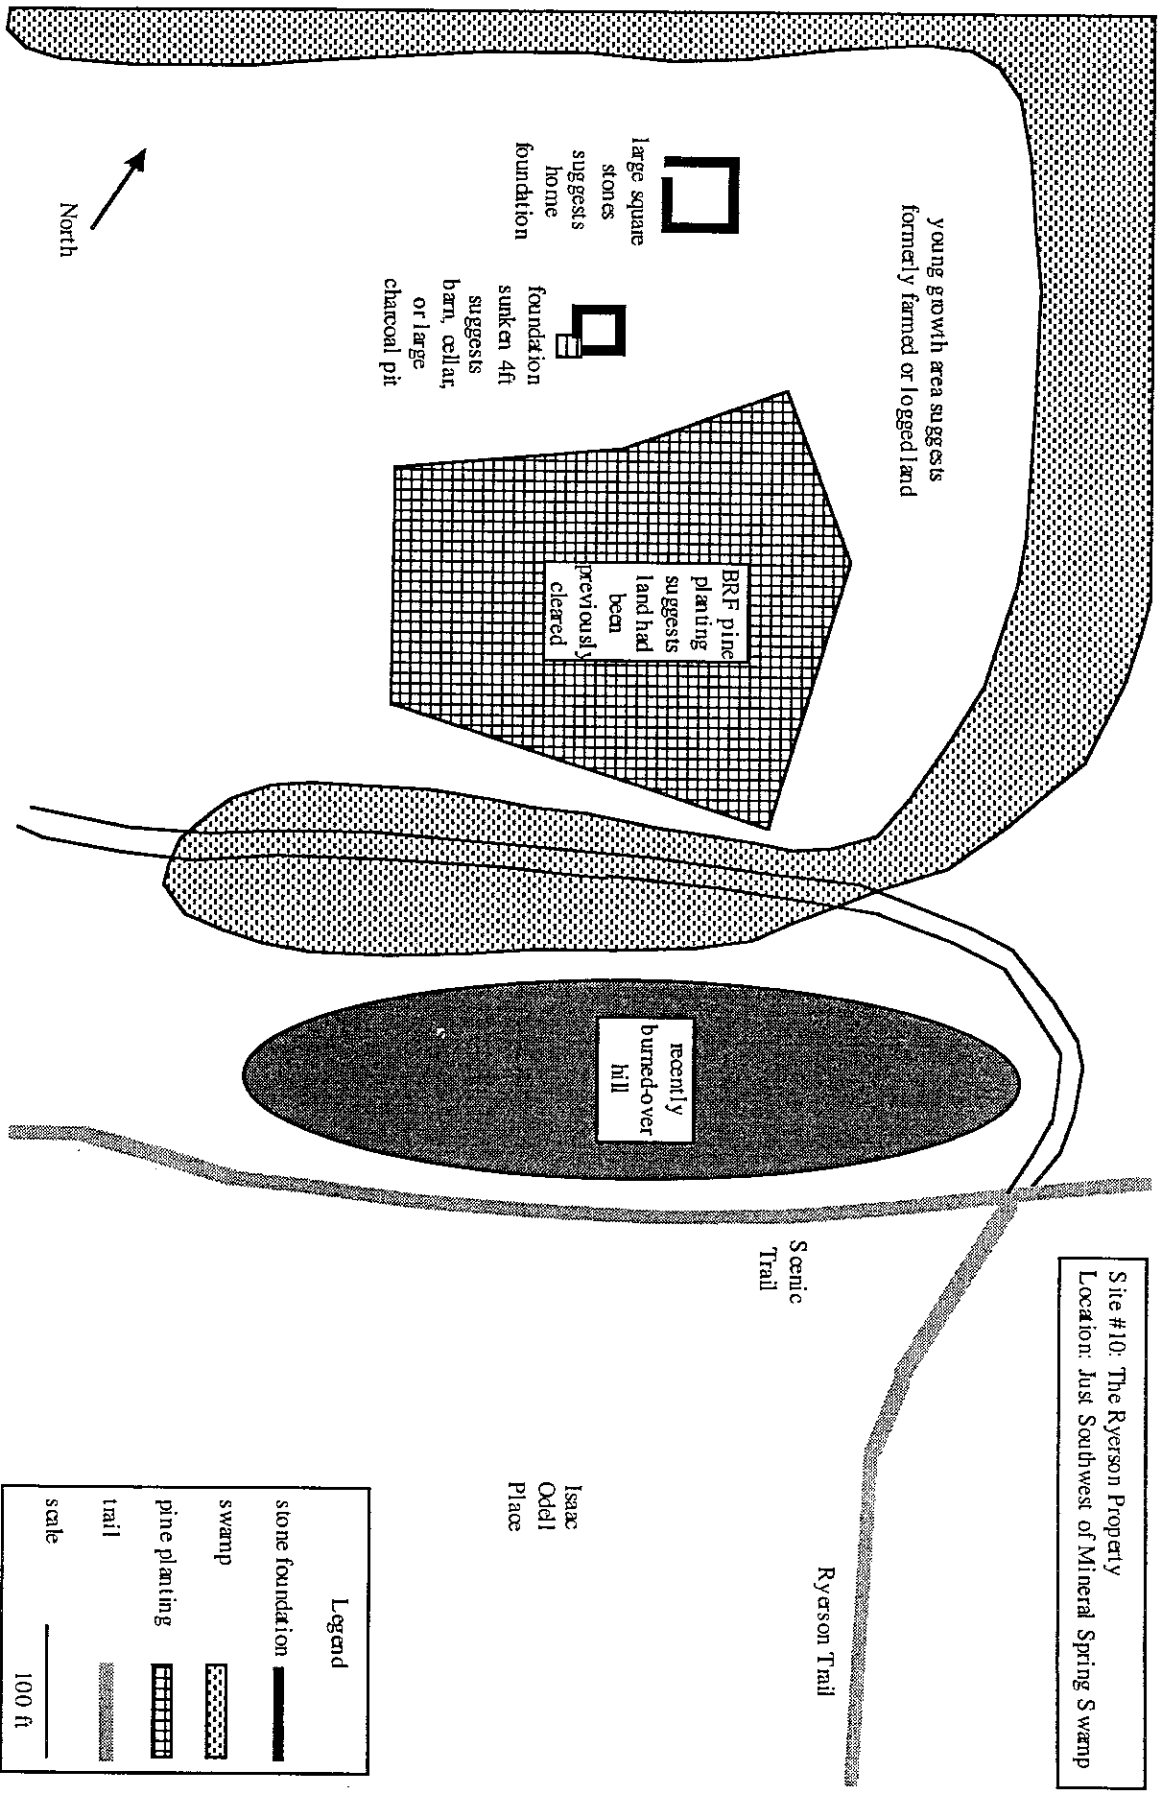 Site #10: The Ryerson Property
Location: Just Southwest of Mineral Spring Swamp
young growth area suggests
formerly farmed or logged land
large square
stones
suggests
home
foundation
foundation
sunken 4ft
suggests
barn, cellar,
or large
charcoal pit
North
BRF pine
planting
suggests
land had
been
previously
cleared
recently
burned-over
hill
Scenic
Trail
Ryerson Trail
Isaac
Odell
Place
Legend
stone foundation
swamp
pine planting
trail
scale
100 ft